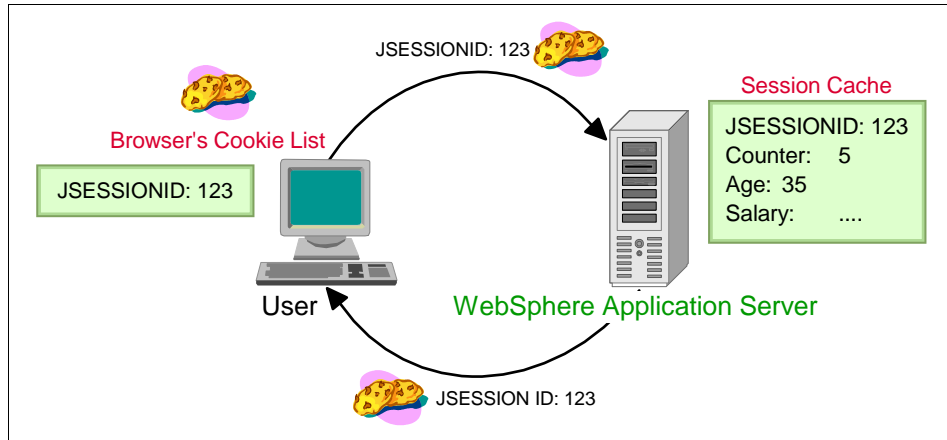 JSESSIONID: 123
Session Cache
Browser's Cookie List
JSESSIONID: 123
JSESSIONID: 123
Counter: 5
Age: 35
Salary: ....
User
WebSphere Application Server
JSESSION ID: 123